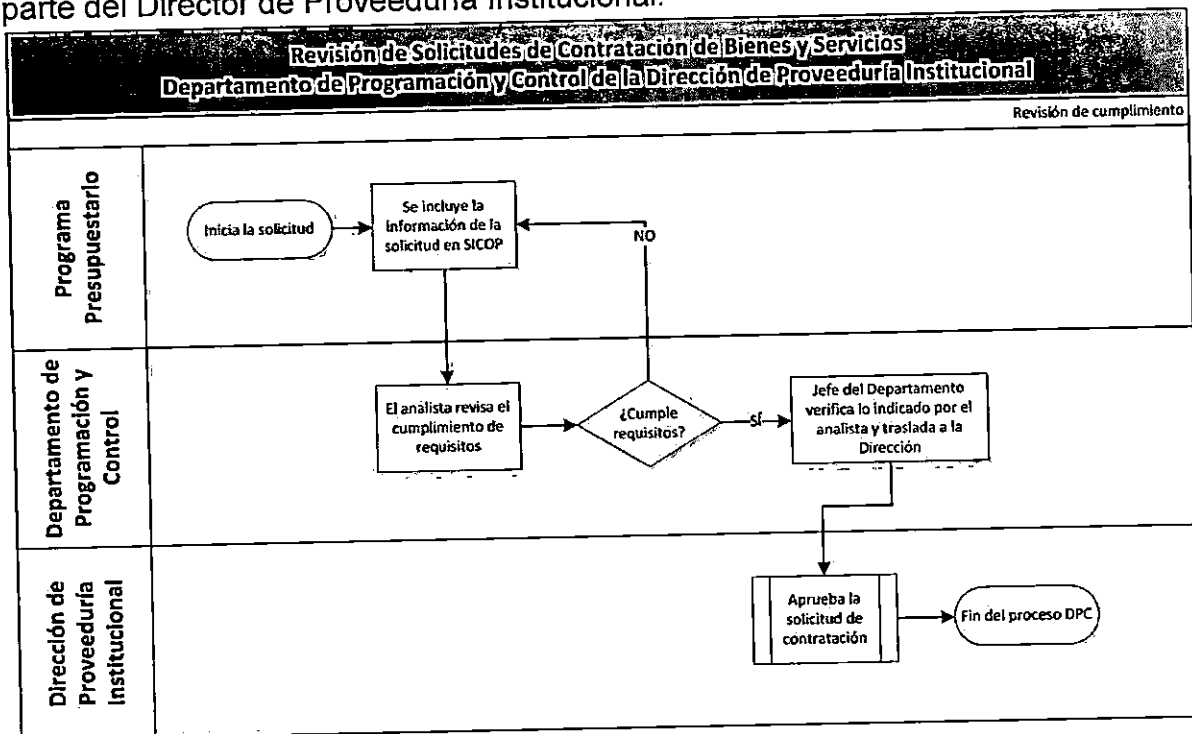 parte del Director de Proveeduría Institucional.
Revisión de Solicitudes de Contratación de Bienes y Servicios
Departamento de Programación y Control de la Dirección de Proveeduría Institucional
Revisión de cumplimiento
Programa
Presupuestario
Inicia la solicitud
Se incluye la
información de la
solicitud en SICOP
NO
Departamento de
Programación y
Control
El analista revisa el
cumplimiento de
requisitos
¿Cumple
requisitos?
SÍ
Jefe del Departamento
verifica lo indicado por el
analista y traslada a la
Dirección
Dirección de
Proveeduría
Institucional
Aprueba la
solicitud de
contratación
Fin del proceso DPC